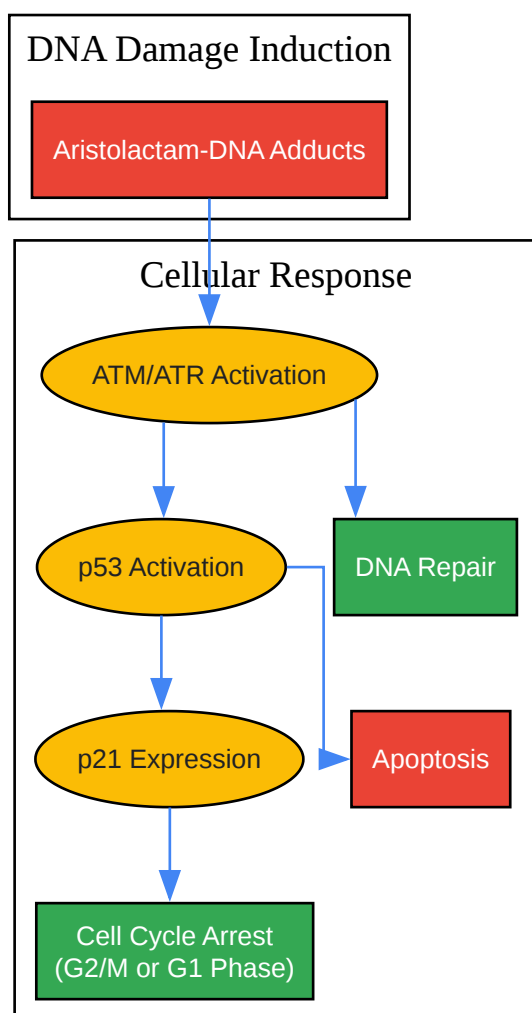 DNA Damage Induction
Aristolactam-DNA Adducts
Cellular Response
ATM/ATR Activation
p53 Activation
DNA Repair
p21 Expression
Apoptosis
Cell Cycle Arrest
(G2/M or G1 Phase)